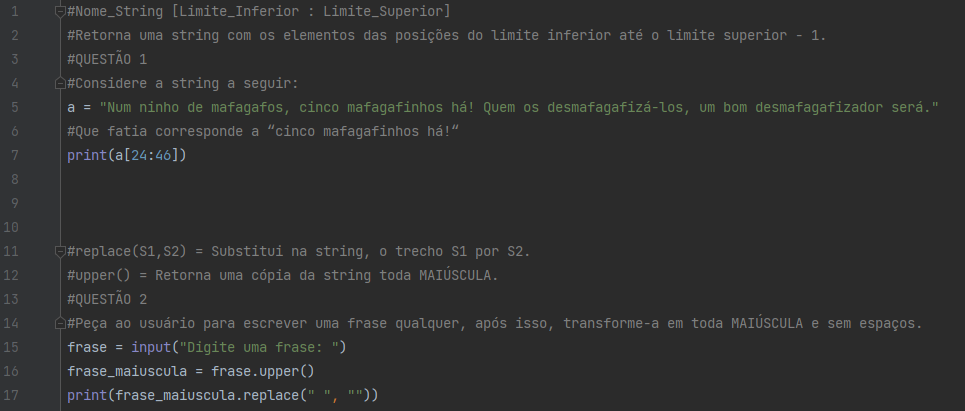 1 #Nome_String [Limite_Inferior : Limite_Superior]
2 #Retorna uma string com os elementos das posições do limite inferior até o limite superior - 1.
3 #QUESTÃO 1
4 #Considere a string a seguir:
5 a = "Num ninho de mafagafos, cinco mafagafinhos há! Quem os desmafagafizá-los, um bom desmafagafizador será."
6 #Que fatia corresponde a “cinco mafagafinhos há!“
7 print(a[24:46])
8
9
10
11 #replace(S1,S2) = Substitui na string, o trecho S1 por S2.
12 #upper() = Retorna uma cópia da string toda MAIÚSCULA.
13 #QUESTÃO 2
14 #Peça ao usuário para escrever uma frase qualquer, após isso, transforme-a em toda MAIÚSCULA e sem espaços.
15 frase = input("Digite uma frase: ")
16 frase_maiuscula = frase.upper()
17 print(frase_maiuscula.replace(" ", ""))